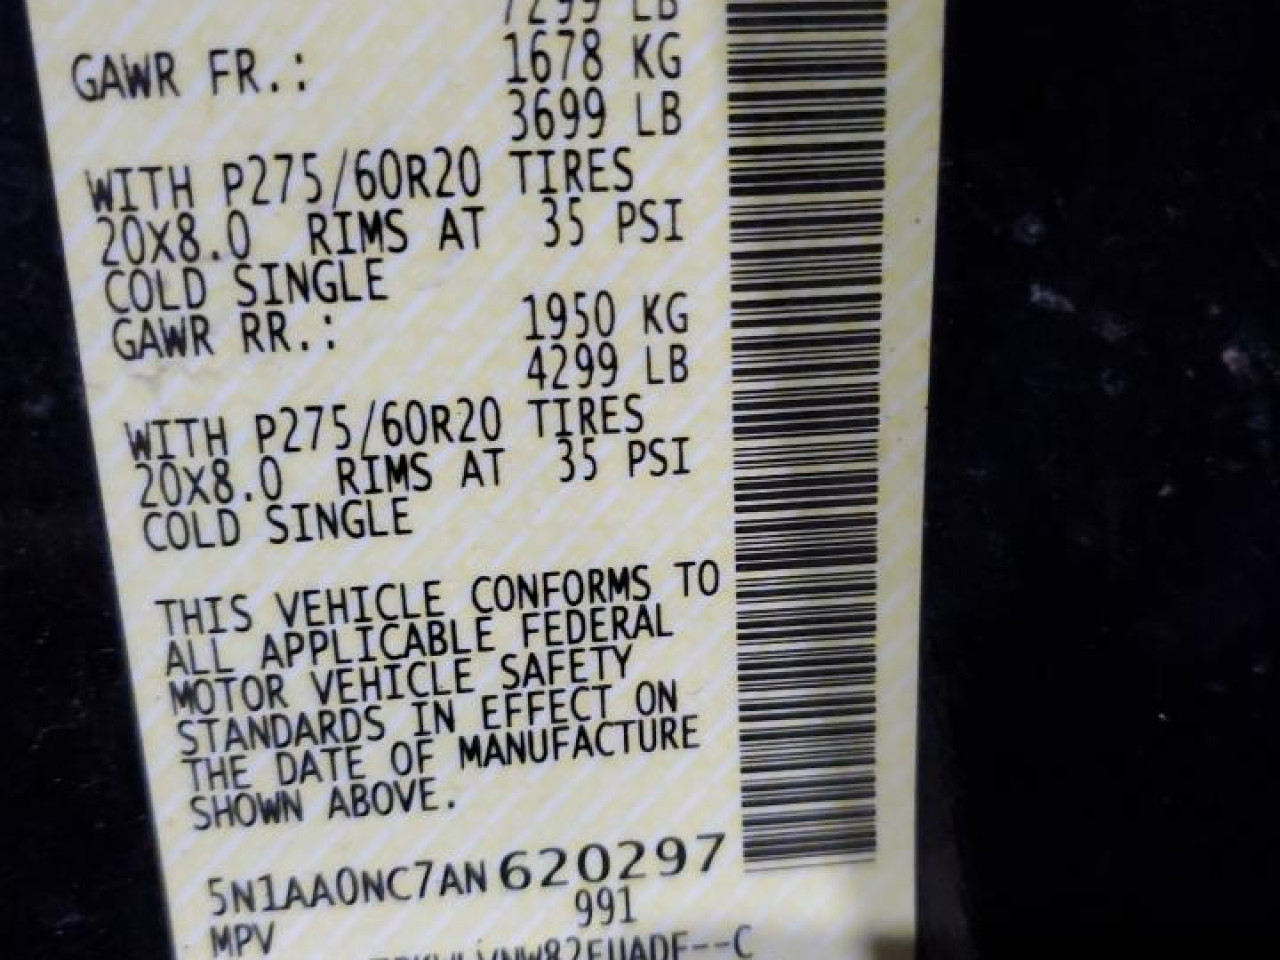 7299 LB
GAWR FR.: 1678 KG
3699 LB
WITH P275/60R20 TIRES
20X8.0 RIMS AT 35 PSI
COLD SINGLE
GAWR RR.: 1950 KG
4299 LB
WITH P275/60R20 TIRES
20X8.0 RIMS AT 35 PSI
COLD SINGLE
THIS VEHICLE CONFORMS TO
ALL APPLICABLE FEDERAL
MOTOR VEHICLE SAFETY
STANDARDS IN EFFECT ON
THE DATE OF MANUFACTURE
SHOWN ABOVE.
5N1AA0NC7AN620297
991
MPV